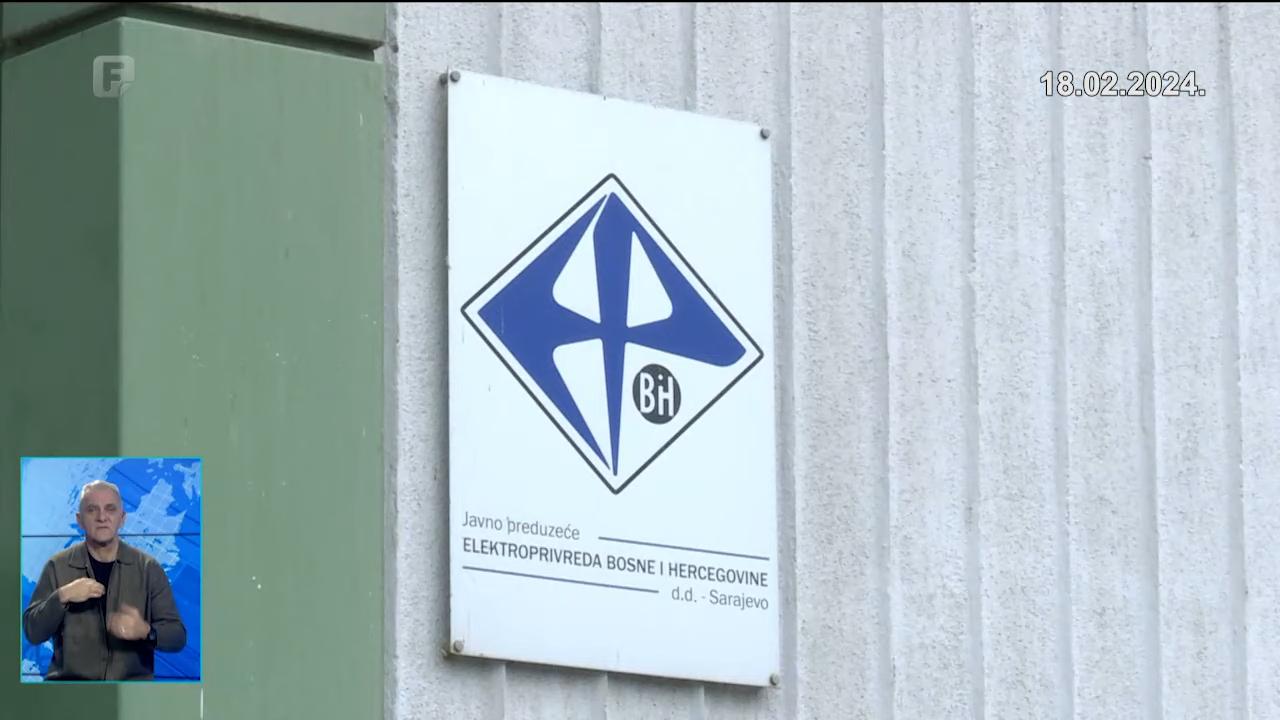 F
18.02.2024.
BiH
Javno preduzeće
ELEKTROPRIVREDA BOSNE I HERCEGOVINE
d.d. - Sarajevo